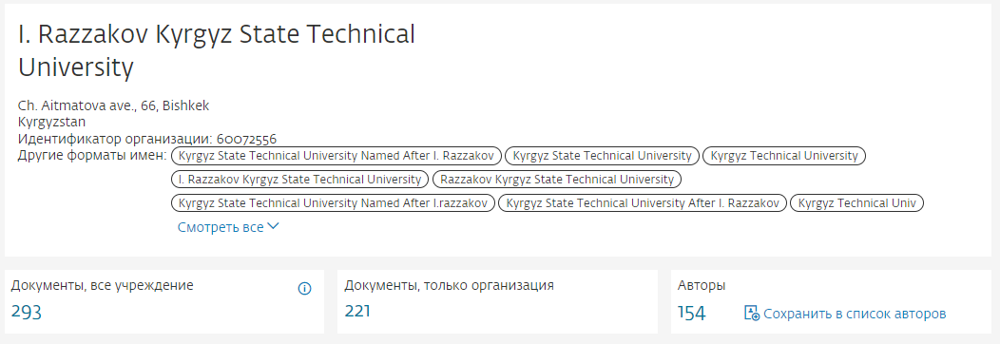 I. Razzakov Kyrgyz State Technical
University
Ch. Aitmatova ave., 66, Bishkek
Kyrgyzstan
Идентификатор организации: 60072556
Другие форматы имен: Kyrgyz State Technical University Named After I. Razzakov Kyrgyz State Technical University Kyrgyz Technical University
I. Razzakov Kyrgyz State Technical University Razzakov Kyrgyz State Technical University
Kyrgyz State Technical University Named After I.razzakov Kyrgyz State Technical University After I. Razzakov Kyrgyz Technical Univ
Смотреть все
Документы, все учреждение
293
Документы, только организация
221
Авторы
154 Сохранить в список авторов